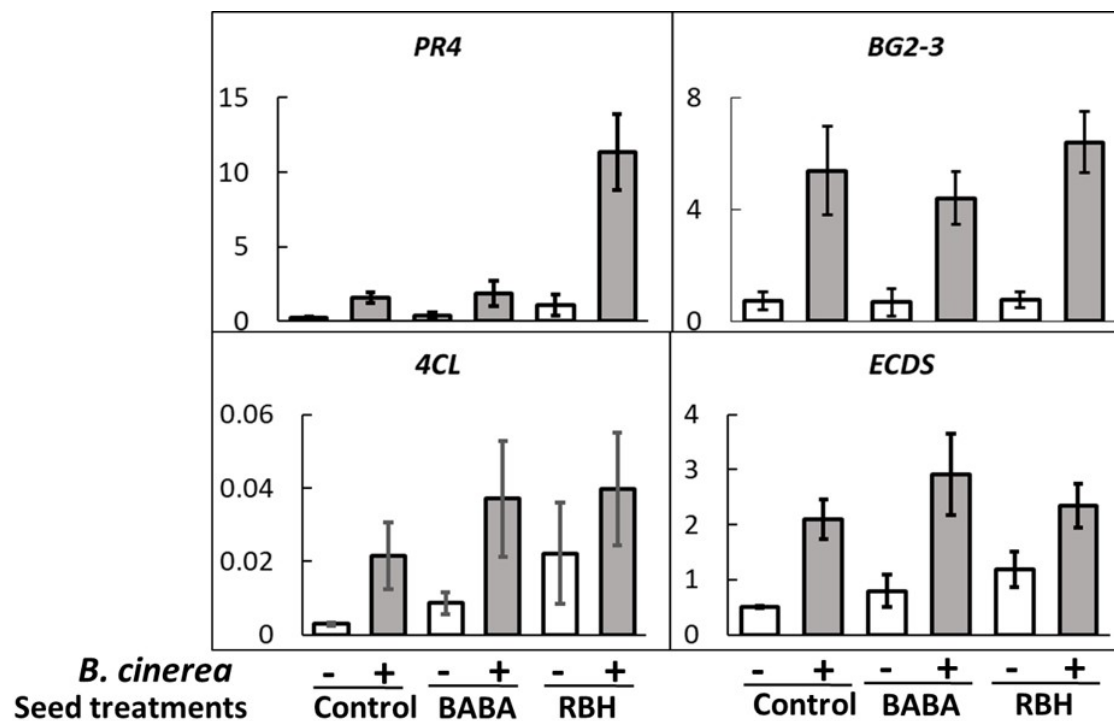 PR4 BG2-3
15 8
10
5 4
0 0
4CL ECDS
0.06 4
3
0.04
2
0.02
1
0 0
B. cinerea - + - + - + - + - + - +
Seed treatments Control BABA RBH Control BABA RBH